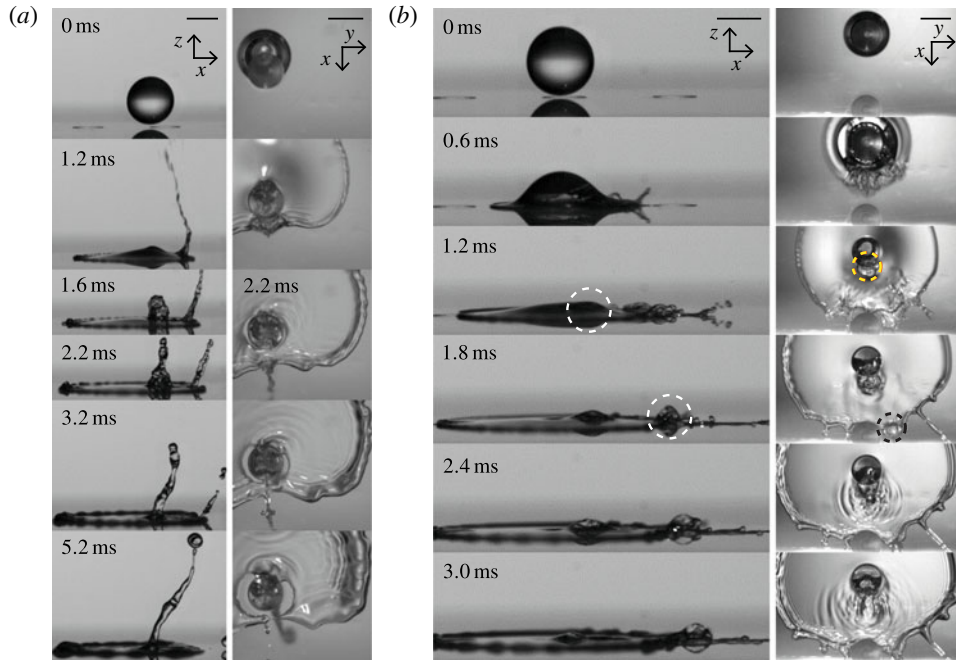 (a)
0 ms
z
x
y
x
1.2 ms
1.6 ms
2.2 ms
2.2 ms
3.2 ms
5.2 ms
(b)
0 ms
z
x
y
x
0.6 ms
1.2 ms
1.8 ms
2.4 ms
3.0 ms